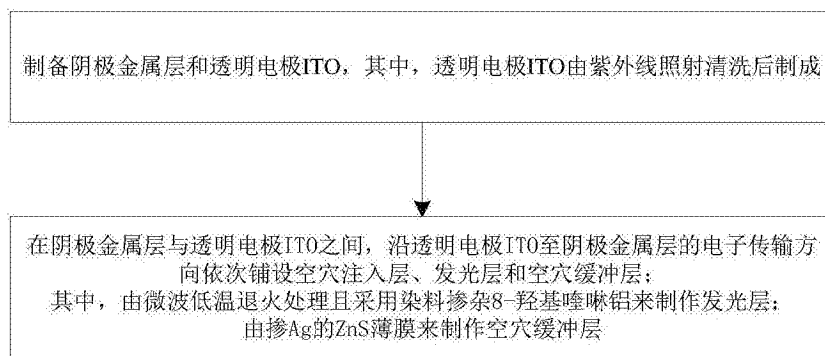 制备阴极金属层和透明电极ITO，其中，透明电极ITO由紫外线照射清洗后制成
在阴极金属层与透明电极ITO之间，沿透明电极ITO至阴极金属层的电子传输方
向依次铺设空穴注入层、发光层和空穴缓冲层；
其中，由微波低温退火处理且采用染料掺杂8-羟基喹啉铝来制作发光层；
由掺Ag的ZnS薄膜来制作空穴缓冲层